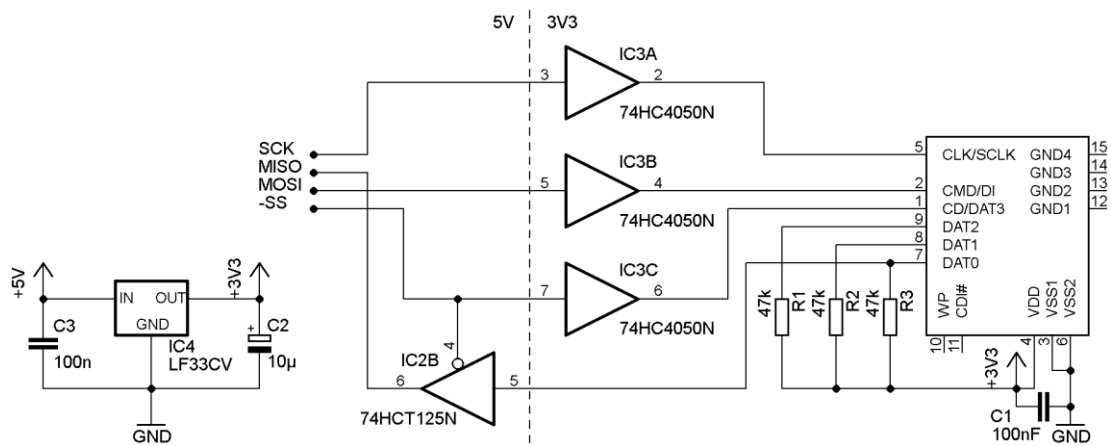 5V 3V3
IC3A
3 2
74HC4050N
SCK
MISO
MOSI
-SS
IC3B
5 4
74HC4050N
IC3C
7 6
74HC4050N
4
IC2B
6 5
74HCT125N
+5V
IN OUT
GND
IC4
LF33CV
C3
100n
+3V3
C2
+
10µ
GND
47k R1
47k R2
47k R3
5 CLK/SCLK GND4 15
GND3 14
2 CMD/DI GND2 13
1 CD/DAT3 GND1 12
9 DAT2
8 DAT1
7 DAT0
WP CDI# VDD VSS1 VSS2
10 11 4 3 6
+3V3
C1
100nF
GND